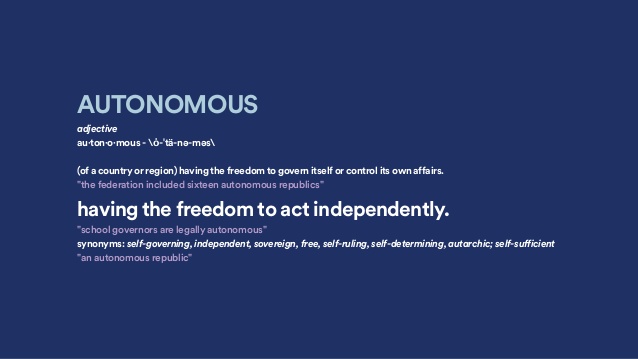 AUTONOMOUS
adjective
au·ton·o·mous - \ȯ-ˈtä-nə-məs\
(of a country or region) having the freedom to govern itself or control its own affairs.
"the federation included sixteen autonomous republics"
having the freedom to act independently.
"school governors are legally autonomous"
synonyms: self-governing, independent, sovereign, free, self-ruling, self-determining, autarchic; self-sufficient
"an autonomous republic"